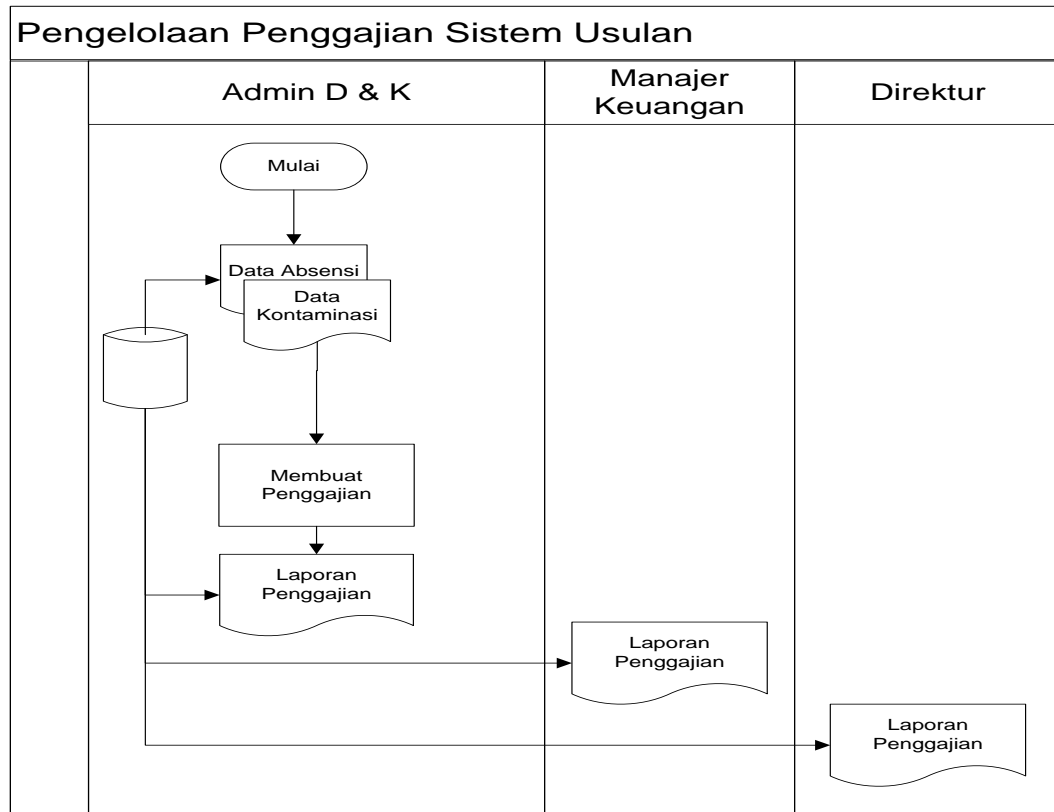 Pengelolaan Penggajian Sistem Usulan
Admin D & K
Manajer
Keuangan
Direktur
Mulai
Data Absensi
Data
Kontaminasi
Membuat
Penggajian
Laporan
Penggajian
Laporan
Penggajian
Laporan
Penggajian